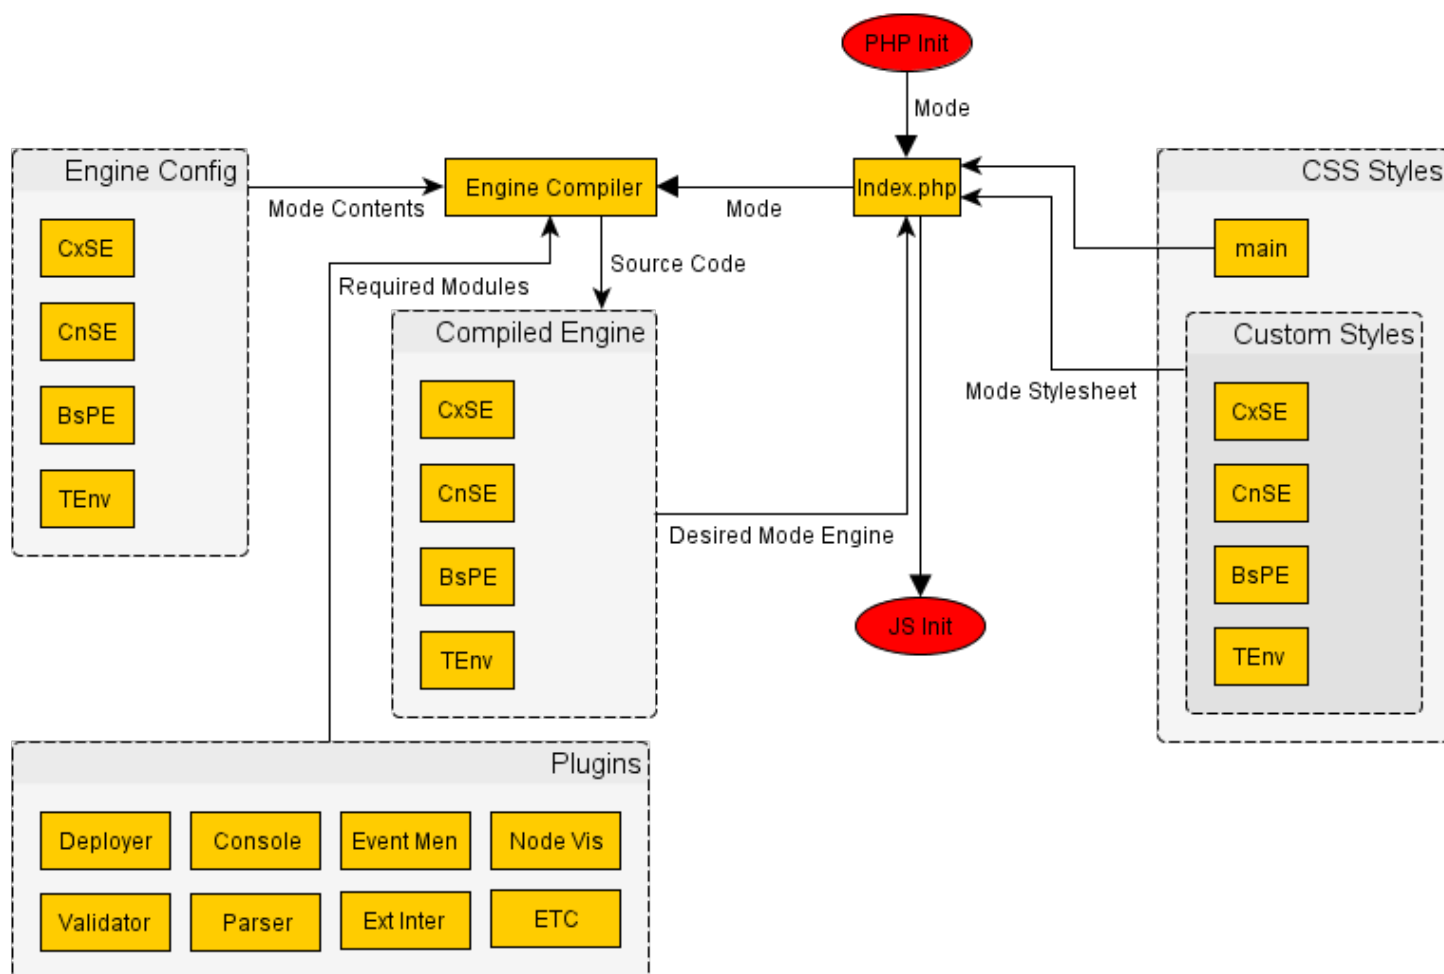 PHP Init
Mode
Engine Config
CxSE
CnSE
BsPE
TEnv
Mode Contents
Engine Compiler
Mode
Index.php
Required Modules
Source Code
Compiled Engine
CxSE
CnSE
BsPE
TEnv
Desired Mode Engine
JS Init
CSS Styles
main
Mode Stylesheet
Custom Styles
CxSE
CnSE
BsPE
TEnv
Plugins
Deployer
Console
Event Men
Node Vis
Validator
Parser
Ext Inter
ETC